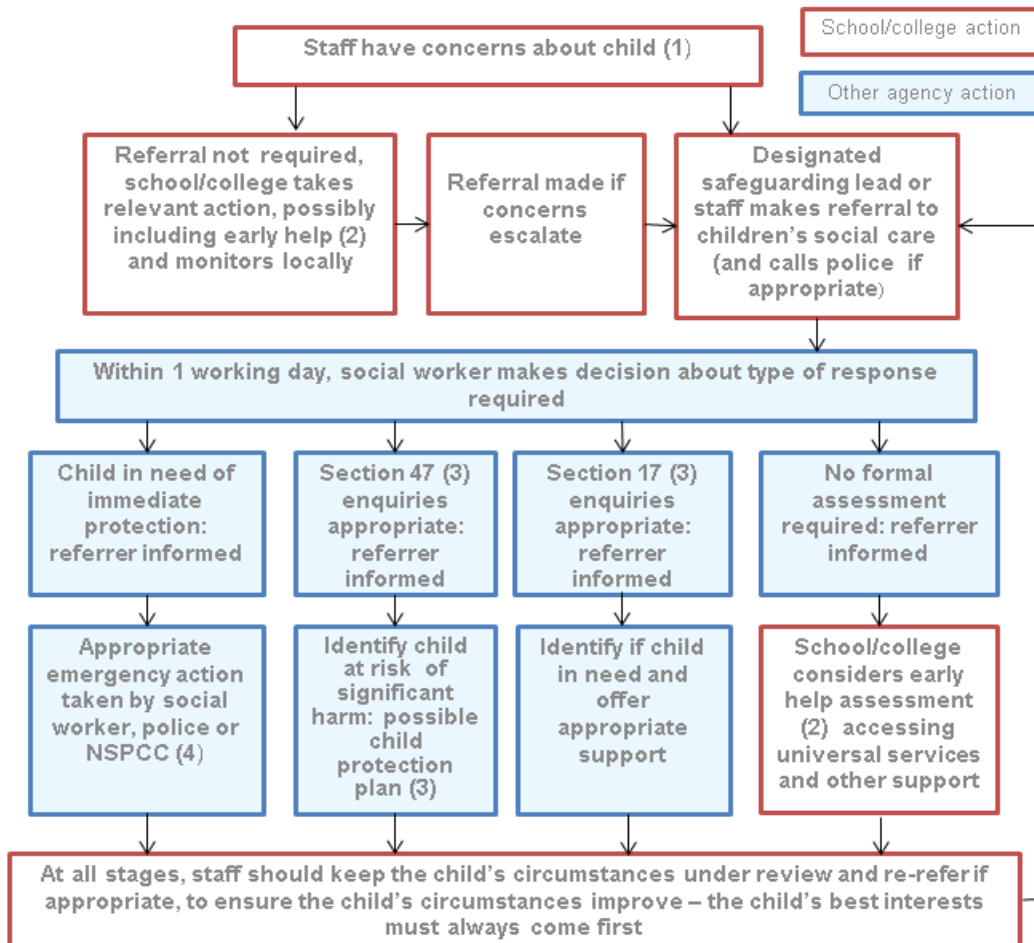 School/college action
Other agency action
Staff have concerns about child (1)
Referral not required,
school/college takes
relevant action, possibly
including early help (2)
and monitors locally
Referral made if
concerns
escalate
Designated
safeguarding lead or
staff makes referral to
children's social care
(and calls police if
appropriate)
Within 1 working day, social worker makes decision about type of response
required
Child in need of
immediate
protection:
referrer informed
Section 47 (3)
enquiries
appropriate:
referrer
informed
Section 17 (3)
enquiries
appropriate:
referrer
informed
No formal
assessment
required: referrer
informed
Appropriate
emergency action
taken by social
worker, police or
NSPCC (4)
Identify child
at risk of
significant
harm: possible
child
protection
plan (3)
Identify if child
in need and
offer
appropriate
support
School/college
considers early
help assessment
(2) accessing
universal services
and other support
At all stages, staff should keep the child's circumstances under review and re-refer if
appropriate, to ensure the child's circumstances improve – the child's best interests
must always come first